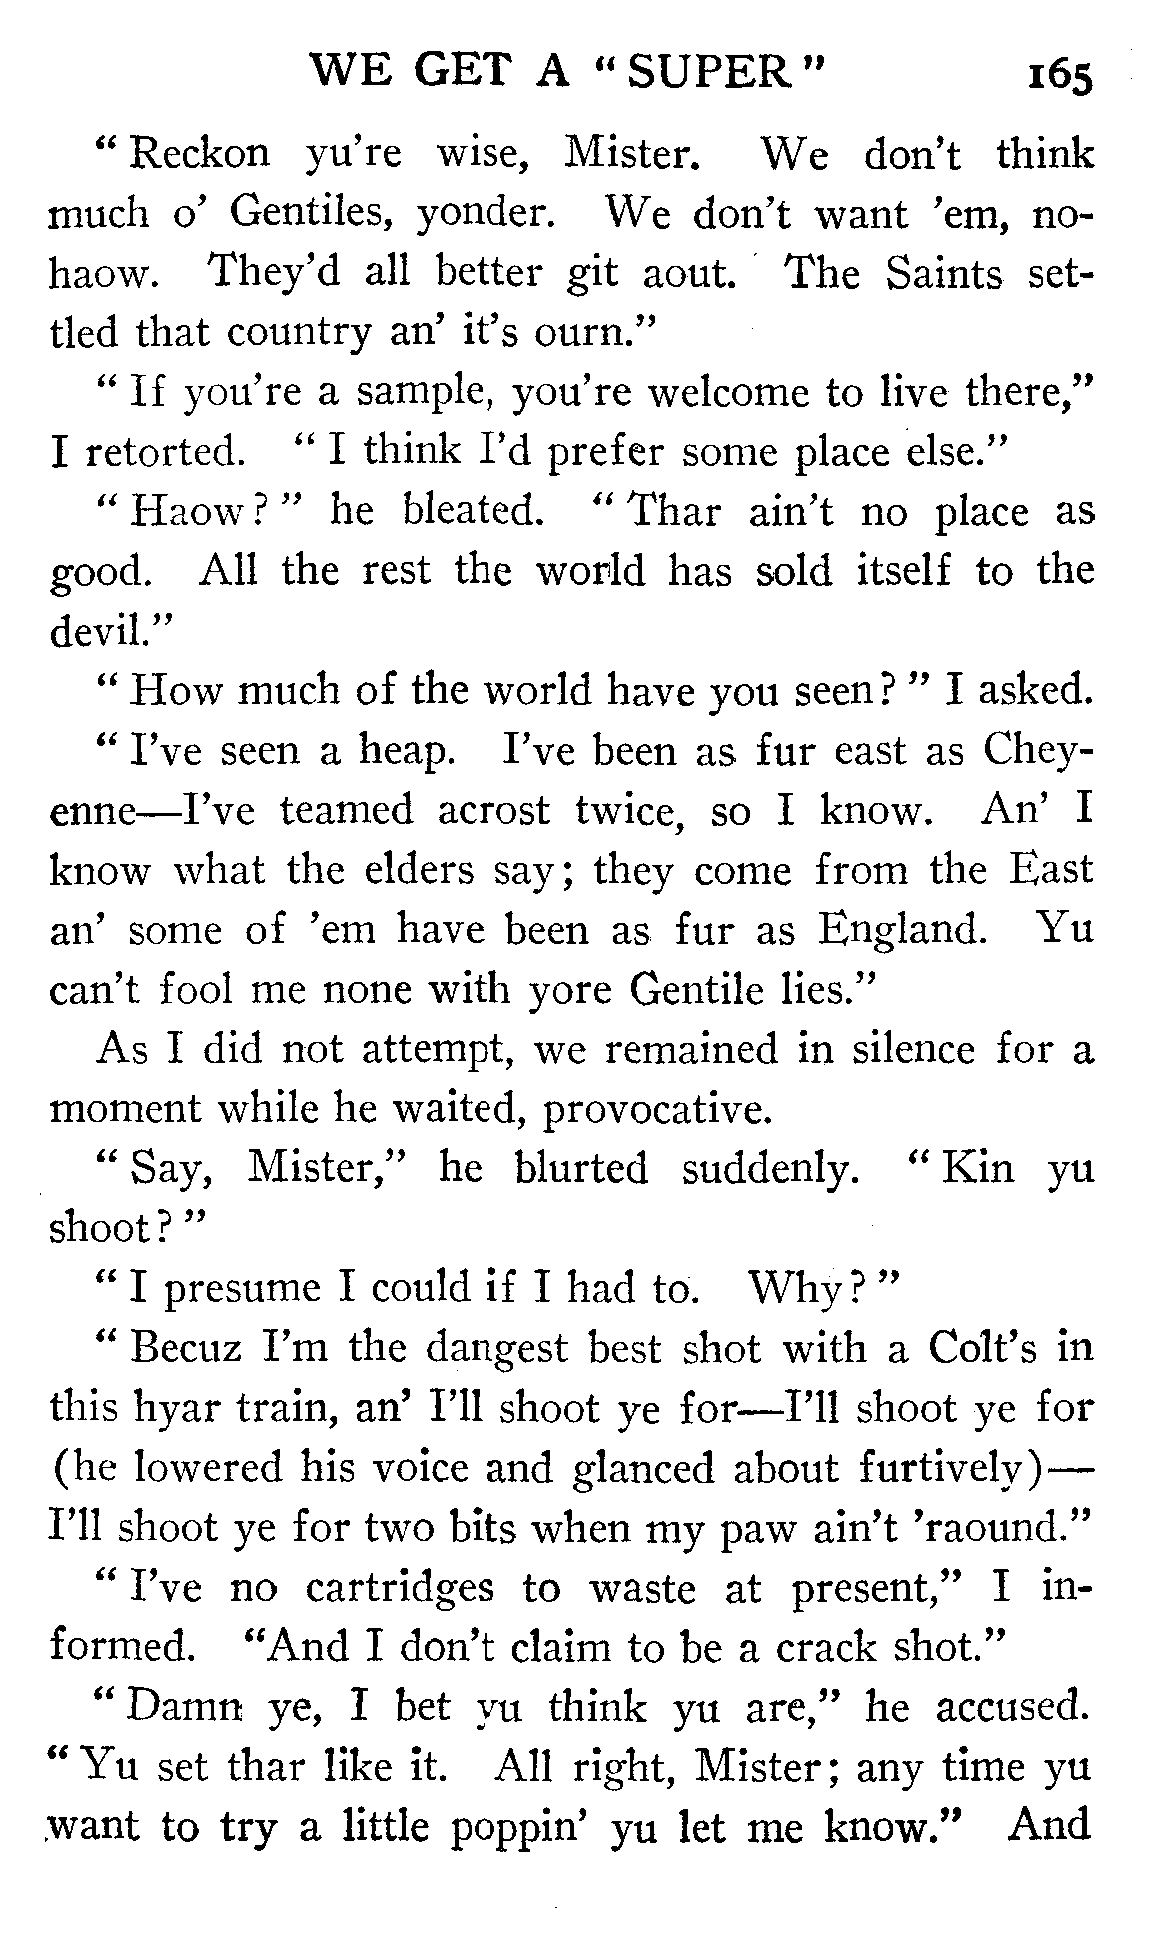 WE GET A “SUPER” 165
“Reckon yu’re wise, Mister. We don’t think
much o’ Gentiles, yonder. We don’t want ’em, no-
haow. They’d all better git aout. The Saints set-
tled that country an’ it’s ourn.”
“If you’re a sample, you’re welcome to live there,”
I retorted. “I think I’d prefer some place else.”
“Haow?” he bleated. “Thar ain’t no place as
good. All the rest the world has sold itself to the
devil.”
“How much of the world have you seen?” I asked.
“I’ve seen a heap. I’ve been as fur east as Chey-
enne—I’ve teamed acrost twice, so I know. An’ I
know what the elders say; they come from the East
an’ some of ’em have been as fur as England. Yu
can’t fool me none with yore Gentile lies.”
As I did not attempt, we remained in silence for a
moment while he waited, provocative.
“Say, Mister,” he blurted suddenly. “Kin yu
shoot?”
“I presume I could if I had to. Why?”
“Becuz I’m the dangest best shot with a Colt’s in
this hyar train, an’ I’ll shoot ye for—I’ll shoot ye for
(he lowered his voice and glanced about furtively)—
I’ll shoot ye for two bits when my paw ain’t ’raound.”
“I’ve no cartridges to waste at present,” I in-
formed. “And I don’t claim to be a crack shot.”
“Damn ye, I bet yu think yu are,” he accused.
“Yu set thar like it. All right, Mister; any time yu
want to try a little poppin’ yu let me know.” And